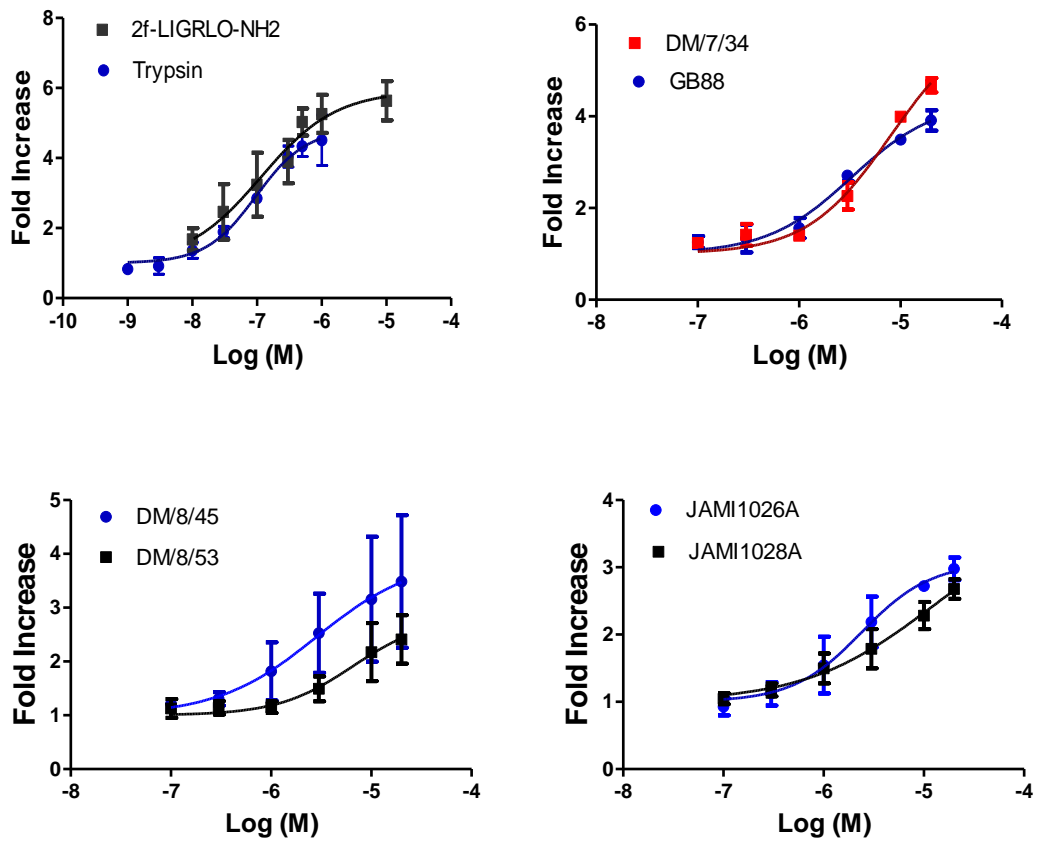 8
6
4
2
0
2f-LIGRLO-NH2
Trypsin
Fold Increase
-10
-9
-8
-7
-6
-5
-4
Log (M)
6
4
2
0
DM/7/34
GB88
Fold Increase
-8
-7
-6
-5
-4
Log (M)
5
4
3
2
1
0
DM/8/45
DM/8/53
Fold Increase
-8
-7
-6
-5
-4
Log (M)
4
3
2
1
0
JAMI1026A
JAMI1028A
Fold Increase
-8
-7
-6
-5
-4
Log (M)